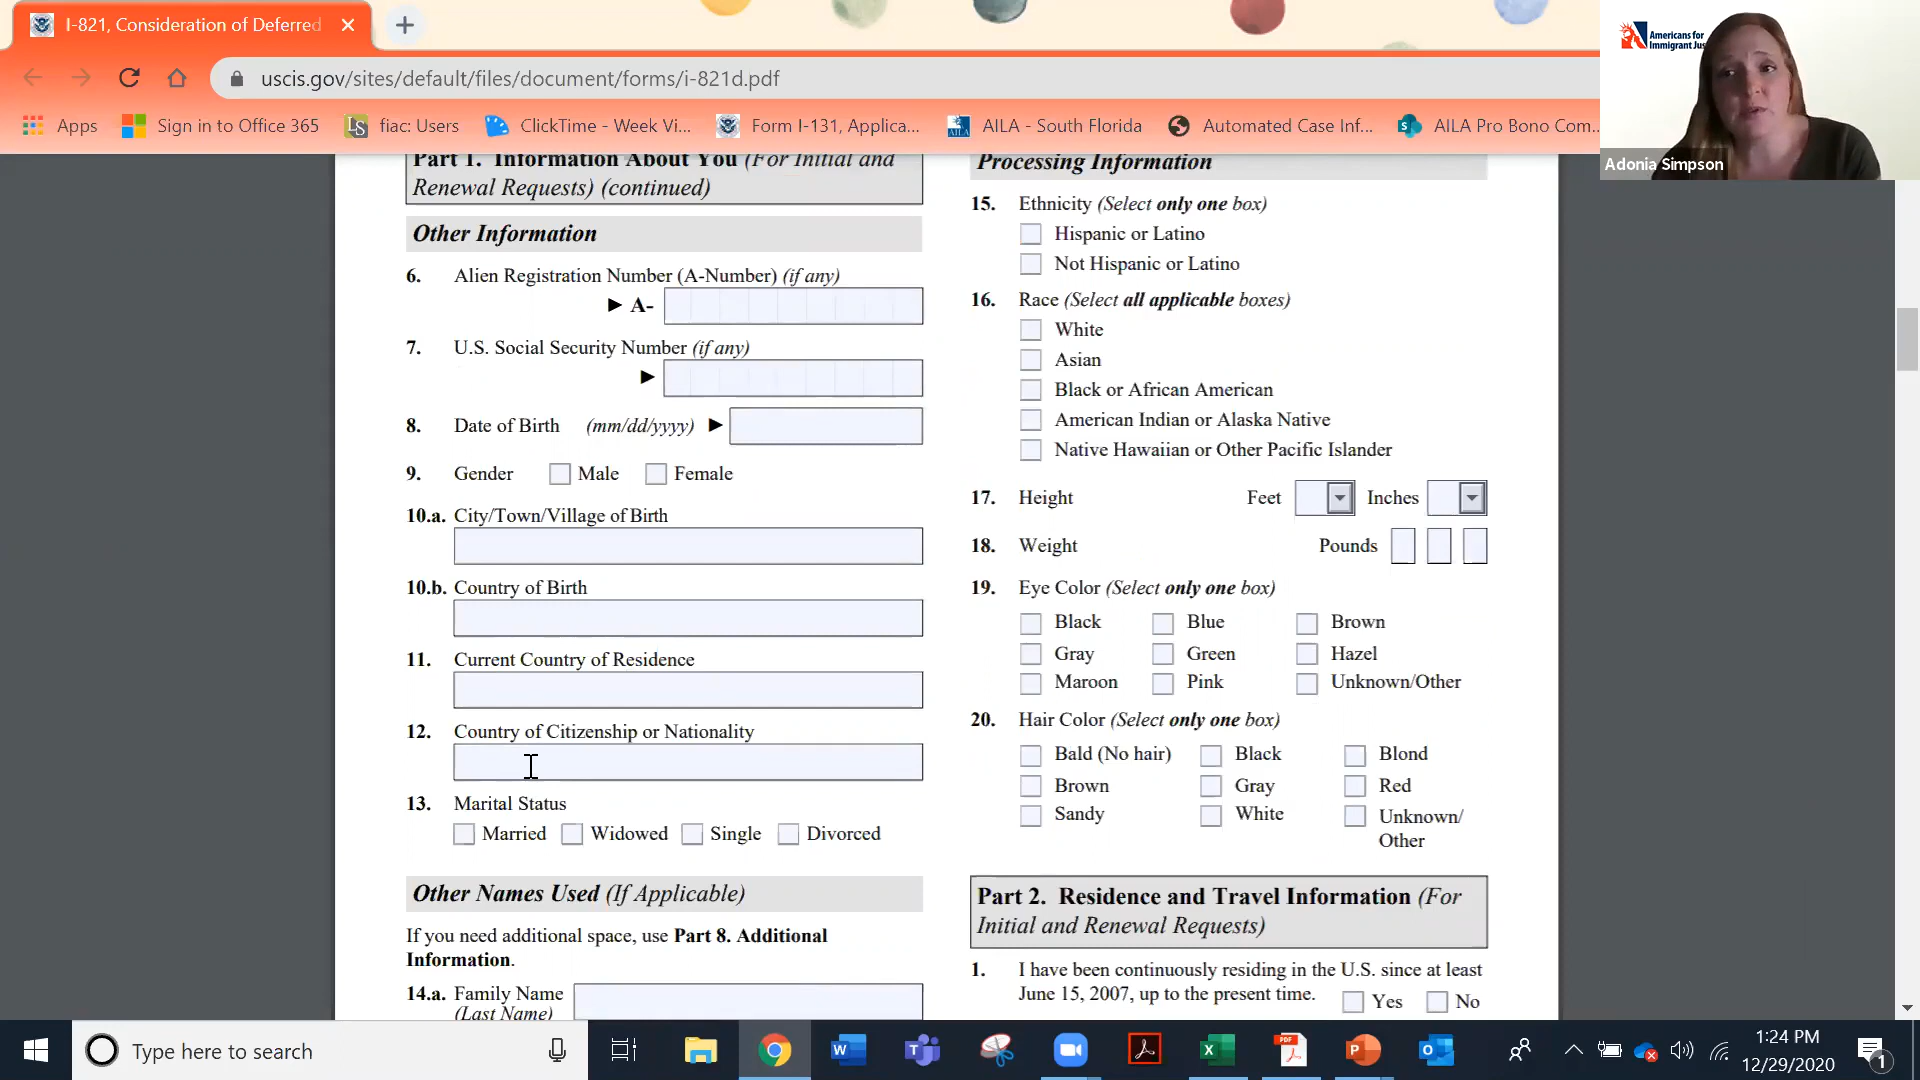 I-821, Consideration of Deferred
uscis.gov/sites/default/files/document/forms/i-821d.pdf
Apps
Sign in to Office 365
fiac: Users
ClickTime - Week Vi...
Form I-131, Applica...
AILA - South Florida
Automated Case Inf...
AILA Pro Bono Com...
Americans for
Immigrant Jus
Adonia Simpson
Part 1. Information About You (For Initial and
Renewal Requests) (continued)
Other Information
6. Alien Registration Number (A-Number) (if any)
► A-
7. U.S. Social Security Number (if any)
►
8. Date of Birth (mm/dd/yyyy) ►
9. Gender Male Female
10.a. City/Town/Village of Birth
10.b. Country of Birth
11. Current Country of Residence
12. Country of Citizenship or Nationality
13. Marital Status
Married Widowed Single Divorced
Other Names Used (If Applicable)
If you need additional space, use Part 8. Additional
Information.
14.a. Family Name
(Last Name)
Processing Information
15. Ethnicity (Select only one box)
Hispanic or Latino
Not Hispanic or Latino
16. Race (Select all applicable boxes)
White
Asian
Black or African American
American Indian or Alaska Native
Native Hawaiian or Other Pacific Islander
17. Height Feet Inches
18. Weight Pounds
19. Eye Color (Select only one box)
Black Blue Brown
Gray Green Hazel
Maroon Pink Unknown/Other
20. Hair Color (Select only one box)
Bald (No hair) Black Blond
Brown Gray Red
Sandy White Unknown/
Other
Part 2. Residence and Travel Information (For
Initial and Renewal Requests)
1. I have been continuously residing in the U.S. since at least
June 15, 2007, up to the present time. Yes No
Type here to search
1:24 PM
12/29/2020
1